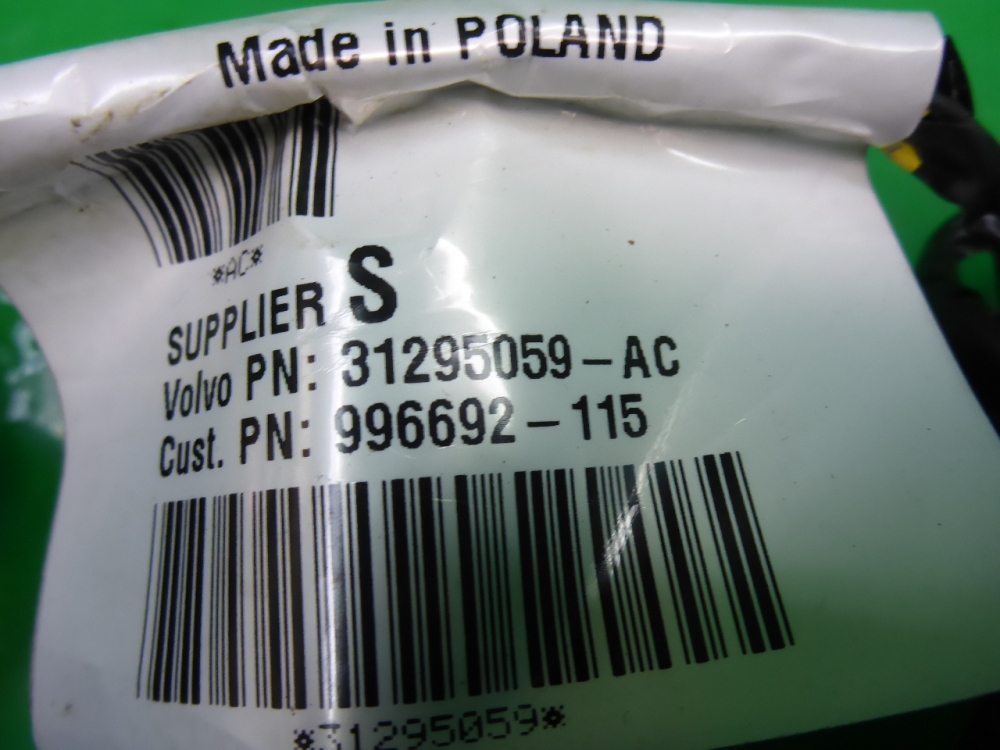 Made in POLAND
*AC*
SUPPLIER S
Volvo PN: 31295059-AC
Cust. PN: 996692-115
*31295059*